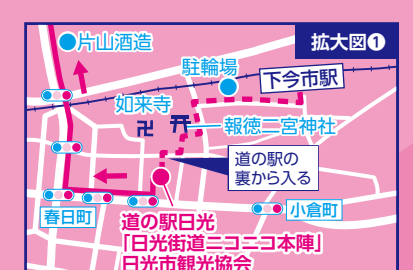 拡大図❶
片山酒造
駐輪場
下今市駅
如来寺
報徳二宮神社
道の駅の
裏から入る
春日町
小倉町
道の駅日光
「日光街道ニコニコ本陣」
日光市観光協会